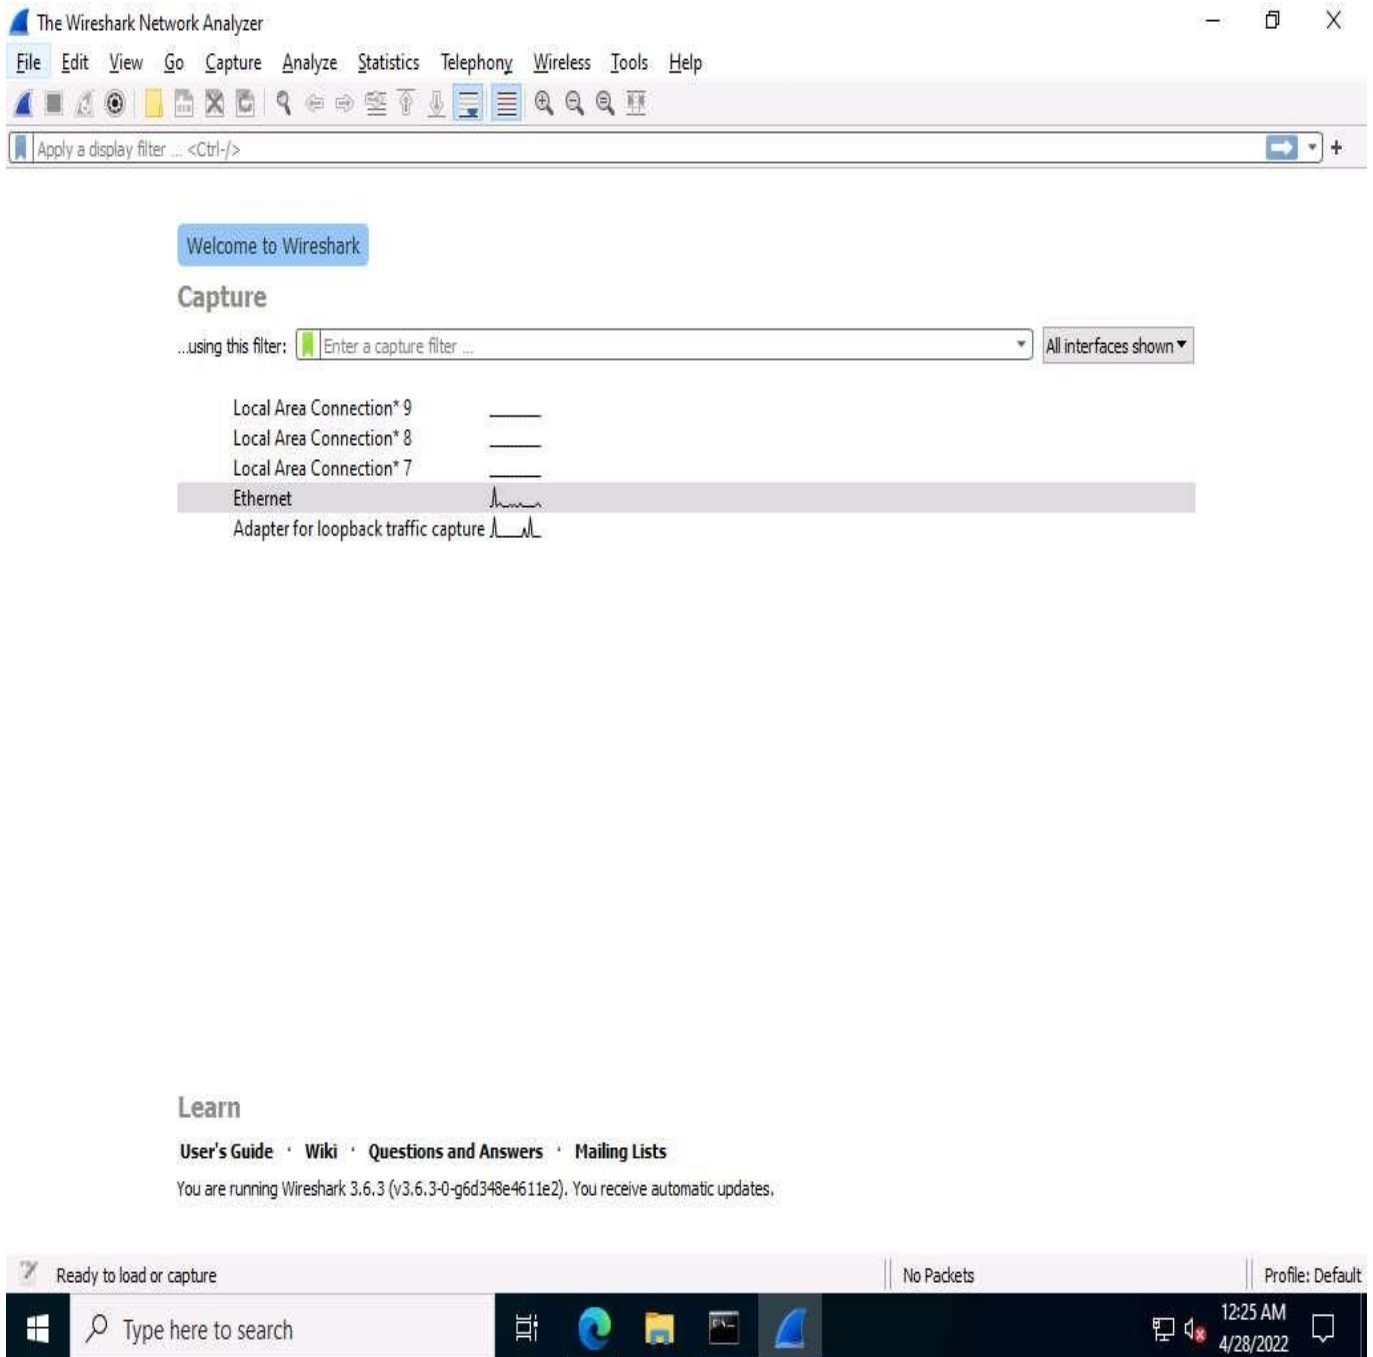 The Wireshark Network Analyzer
File Edit View Go Capture Analyze Statistics Telephony Wireless Tools Help
Apply a display filter ... <Ctrl-/>
Welcome to Wireshark
Capture
...using this filter: Enter a capture filter ... All interfaces shown
Local Area Connection* 9
Local Area Connection* 8
Local Area Connection* 7
Ethernet
Adapter for loopback traffic capture
Learn
User's Guide · Wiki · Questions and Answers · Mailing Lists
You are running Wireshark 3.6.3 (v3.6.3-0-g6d348e4611e2). You receive automatic updates.
Ready to load or capture No Packets Profile: Default
Type here to search 12:25 AM
4/28/2022